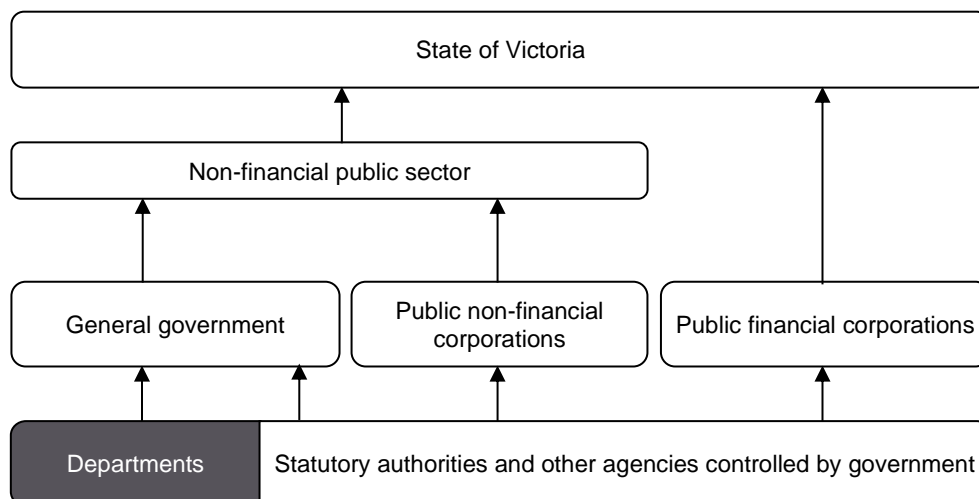 State of Victoria
Non-financial public sector
General government
Public non-financial
corporations
Public financial corporations
Departments
Statutory authorities and other agencies controlled by government